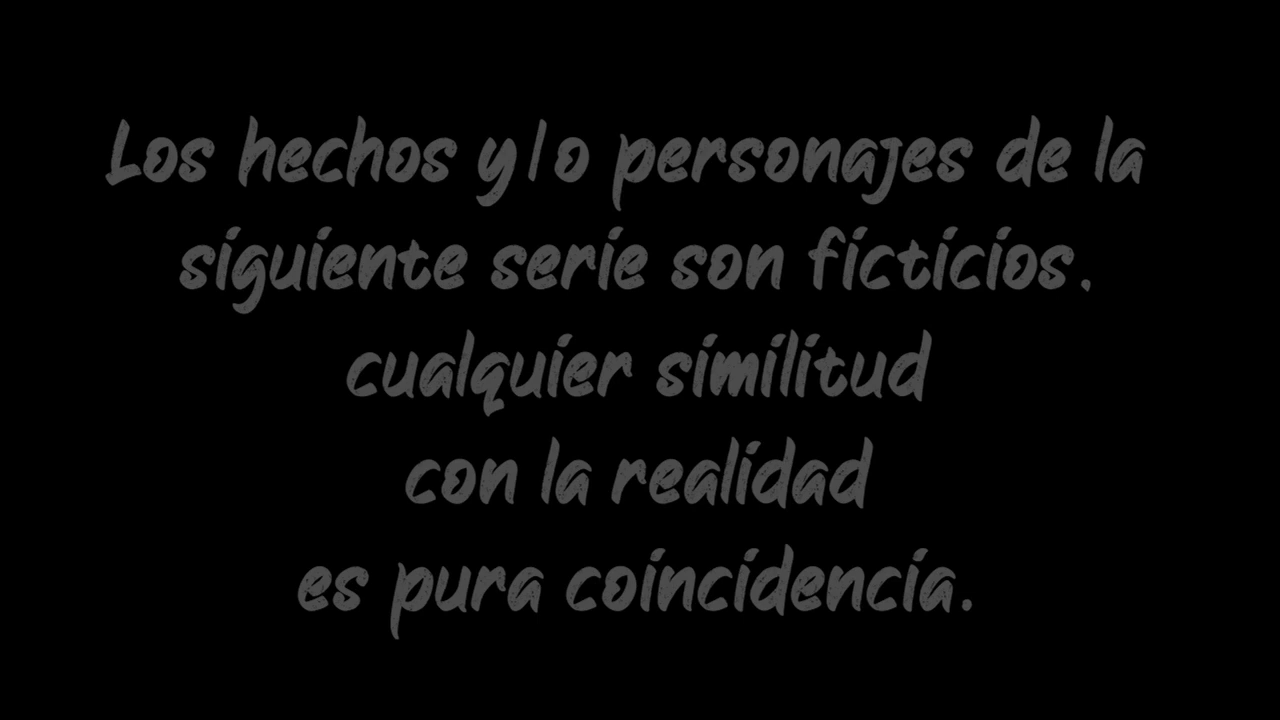 Los hechos y/o personajes de la
siguiente serie son ficticios.
cualquier similitud
con la realidad
es pura coincidencia.